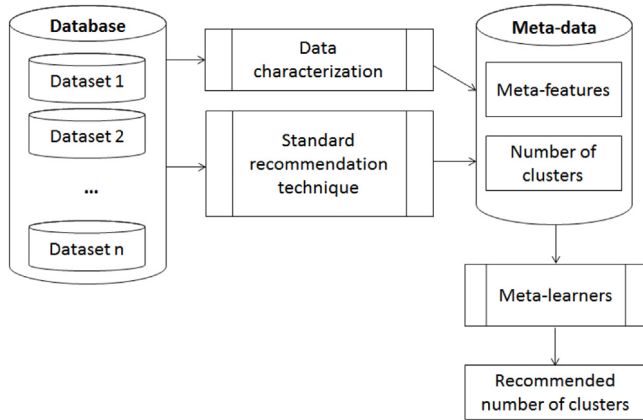 Database
Dataset 1
Dataset 2
...
Dataset n
Data
characterization
Standard
recommendation
technique
Meta-data
Meta-features
Number of
clusters
Meta-learners
Recommended
number of clusters